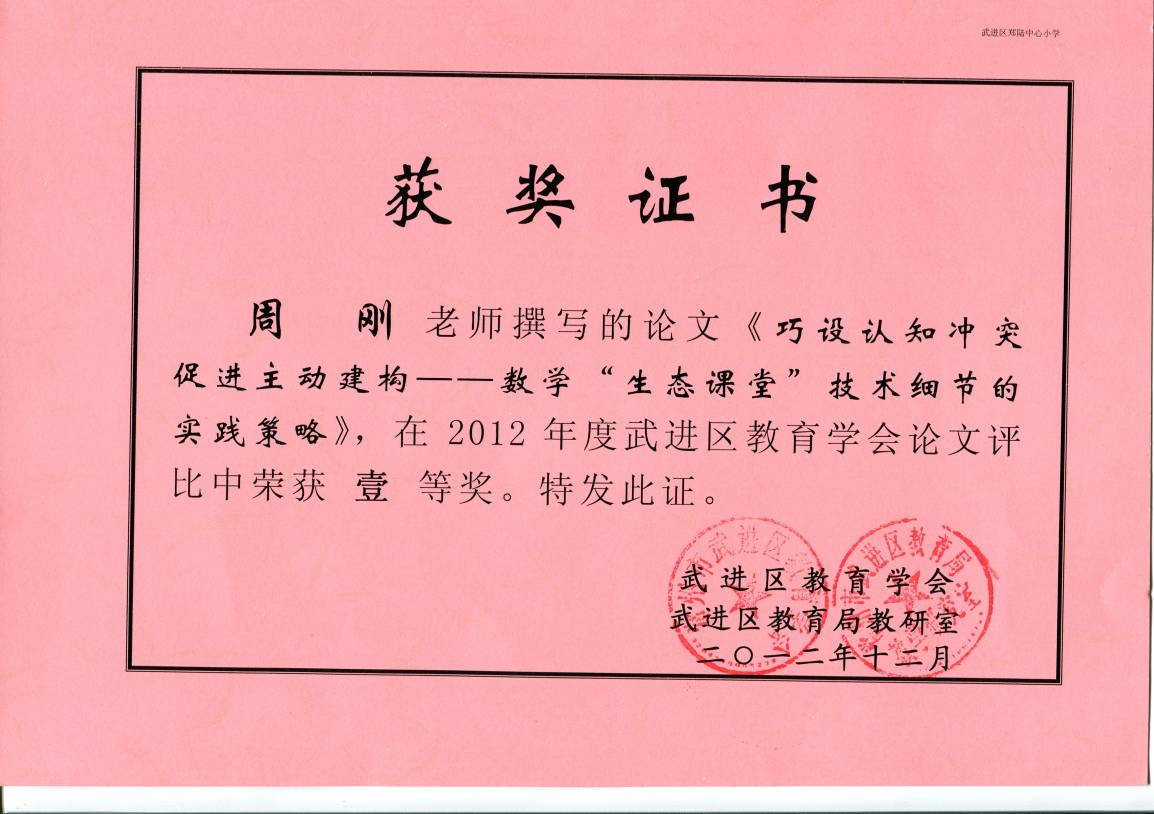 武进区郑陆中心小学
获奖证书
周 刚 老师撰写的论文《巧设认知冲突
促进主动建构——数学“生态课堂”技术细节的
实践策略》，在 2012 年度武进区教育学会论文评
比中荣获 壹 等奖。特发此证。
武进区教育学会
武进区教育局教研室
二〇一二年十二月